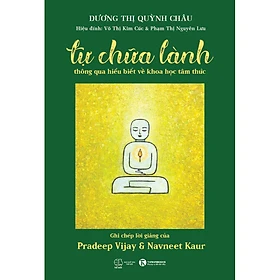 DƯƠNG THỊ QUỲNH CHÂU
Hiệu đính: Võ Thị Kim Cúc & Phạm Thị Nguyên Lưu
tự chữa lành
thông qua hiểu biết về khoa học tâm thức
Ghi chép lời giảng của
Pradeep Vijay & Navneet Kaur